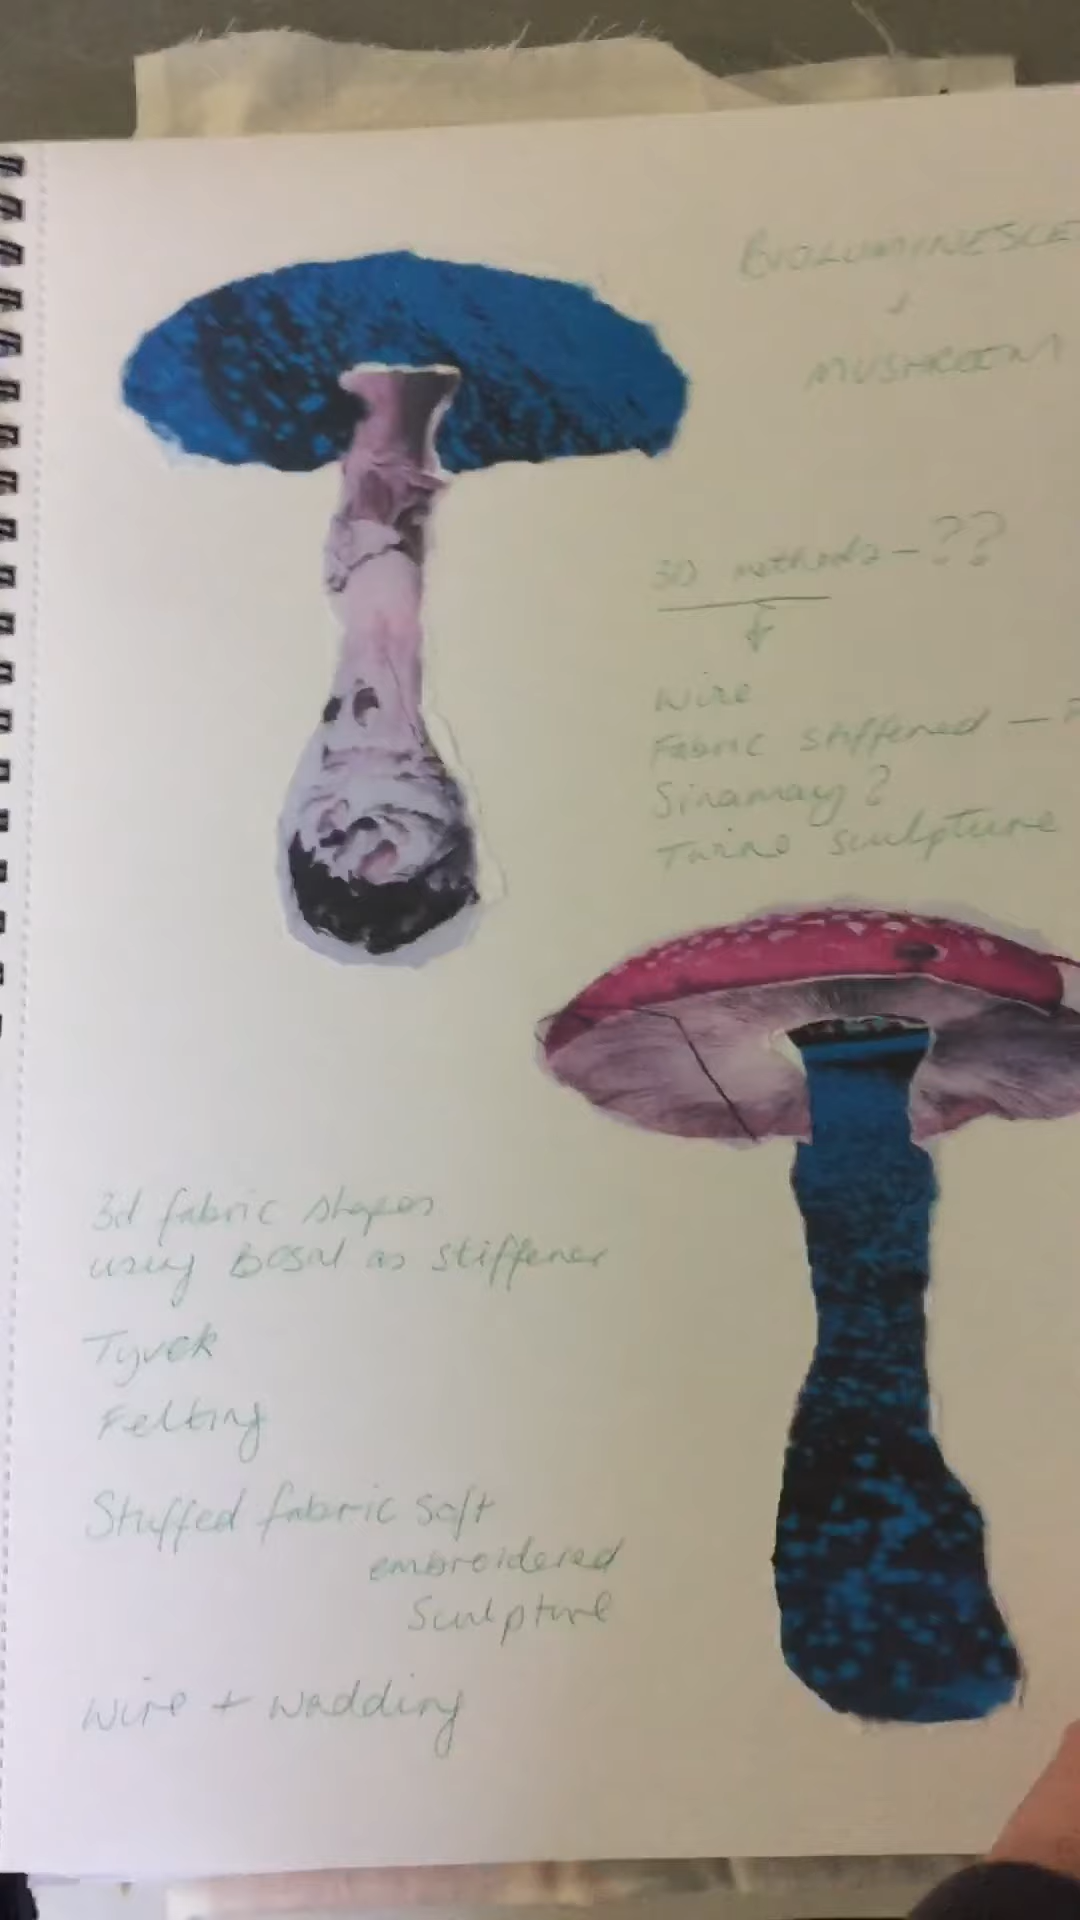 BIOLUMINESCE
+
MUSHROOM
3D methods - ??
Wire
Fabric stiffened —
Sinamay?
Twine sculpture
3d fabric shapes
using Bosal as stiffener
Tyvek
Felting
Stuffed fabric soft
embroidered
Sculpture
Wire + wadding